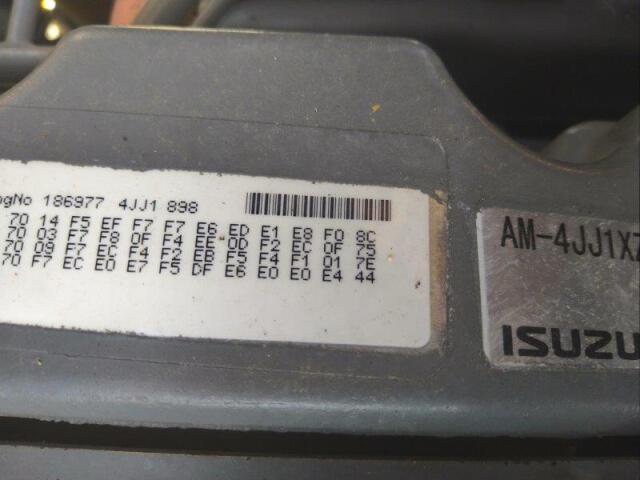 ogNo 186977 4JJ1 898
70 14 F5 EF F7 F7 E6 ED E1 E8 F0 8C
70 03 F7 F8 0F F4 EE 0D F2 EC 0F 75
70 09 F7 EC F4 F2 EB F5 F4 F1 01 7E
70 F7 EC E0 E7 F5 DF E6 E0 E0 E4 44
AM-4JJ1XZ
ISUZU